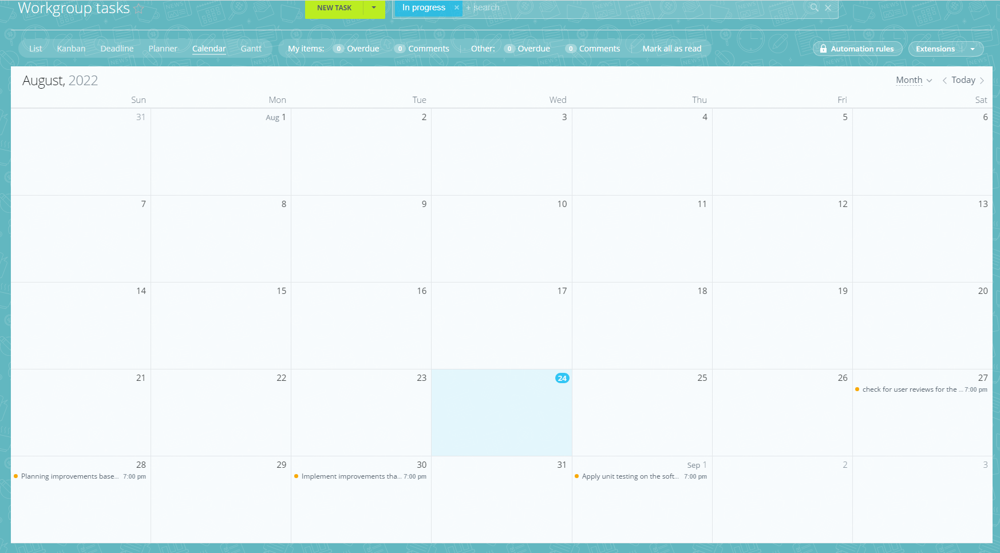 Workgroup tasks
NEW TASK
In progress × + search
List Kanban Deadline Planner Calendar Gantt
My items: 0 Overdue 0 Comments Other: 0 Overdue 0 Comments Mark all as read
Automation rules
Extensions
August, 2022
Month Today
Sun Mon Tue Wed Thu Fri Sat
31 Aug 1 2 3 4 5 6
7 8 9 10 11 12 13
14 15 16 17 18 19 20
21 22 23 24 25 26 27
check for user reviews for the ... 7:00 pm
28 29 30 31 Sep 1 2 3
Planning improvements base... 7:00 pm
Implement improvements tha... 7:00 pm
Apply unit testing on the soft... 7:00 pm